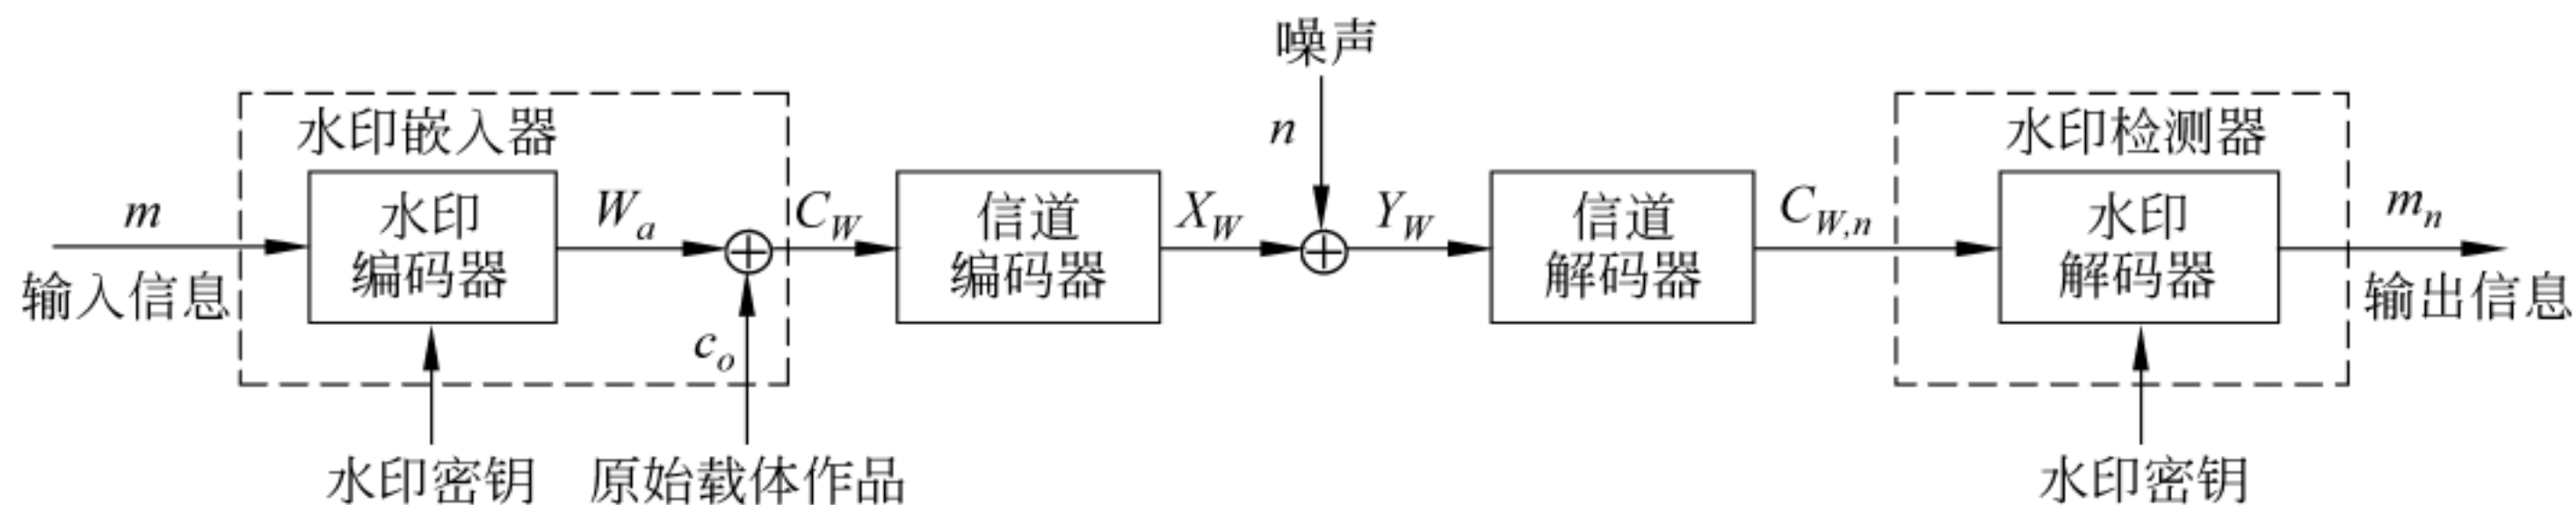 噪声
n
水印嵌入器
水印检测器
m
输入信息
水印
编码器
W_a
c_o
C_W
信道
编码器
X_W
Y_W
信道
解码器
C_{W,n}
水印
解码器
m_n
输出信息
水印密钥
原始载体作品
水印密钥